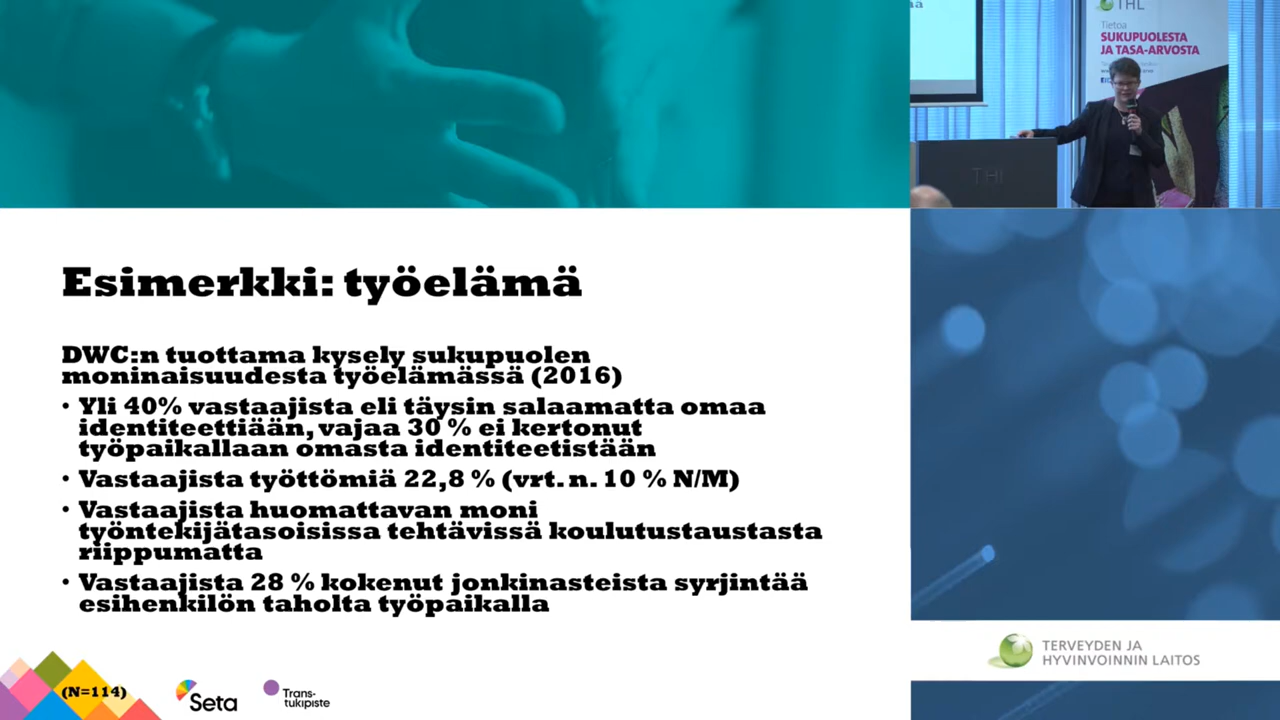 THL
Tietoa
SUKUPUOLESTA
JA TASA-ARVOSTA
THL
Esimerkki: työelämä
DWC:n tuottama kysely sukupuolen
moninaisuudesta työelämässä (2016)
• Yli 40% vastaajista eli täysin salaamatta omaa
identiteettiään, vajaa 30 % ei kertonut
työpaikallaan omasta identiteetistään
• Vastaajista työttömiä 22,8 % (vrt. n. 10 % N/M)
• Vastaajista huomattavan moni
työntekijätasoisissa tehtävissä koulutustaustasta
riippumatta
• Vastaajista 28 % kokenut jonkinasteista syrjintää
esihenkilön taholta työpaikalla
(N=114)
Seta
Trans-
tukipiste
TERVEYDEN JA
HYVINVOINNIN LAITOS